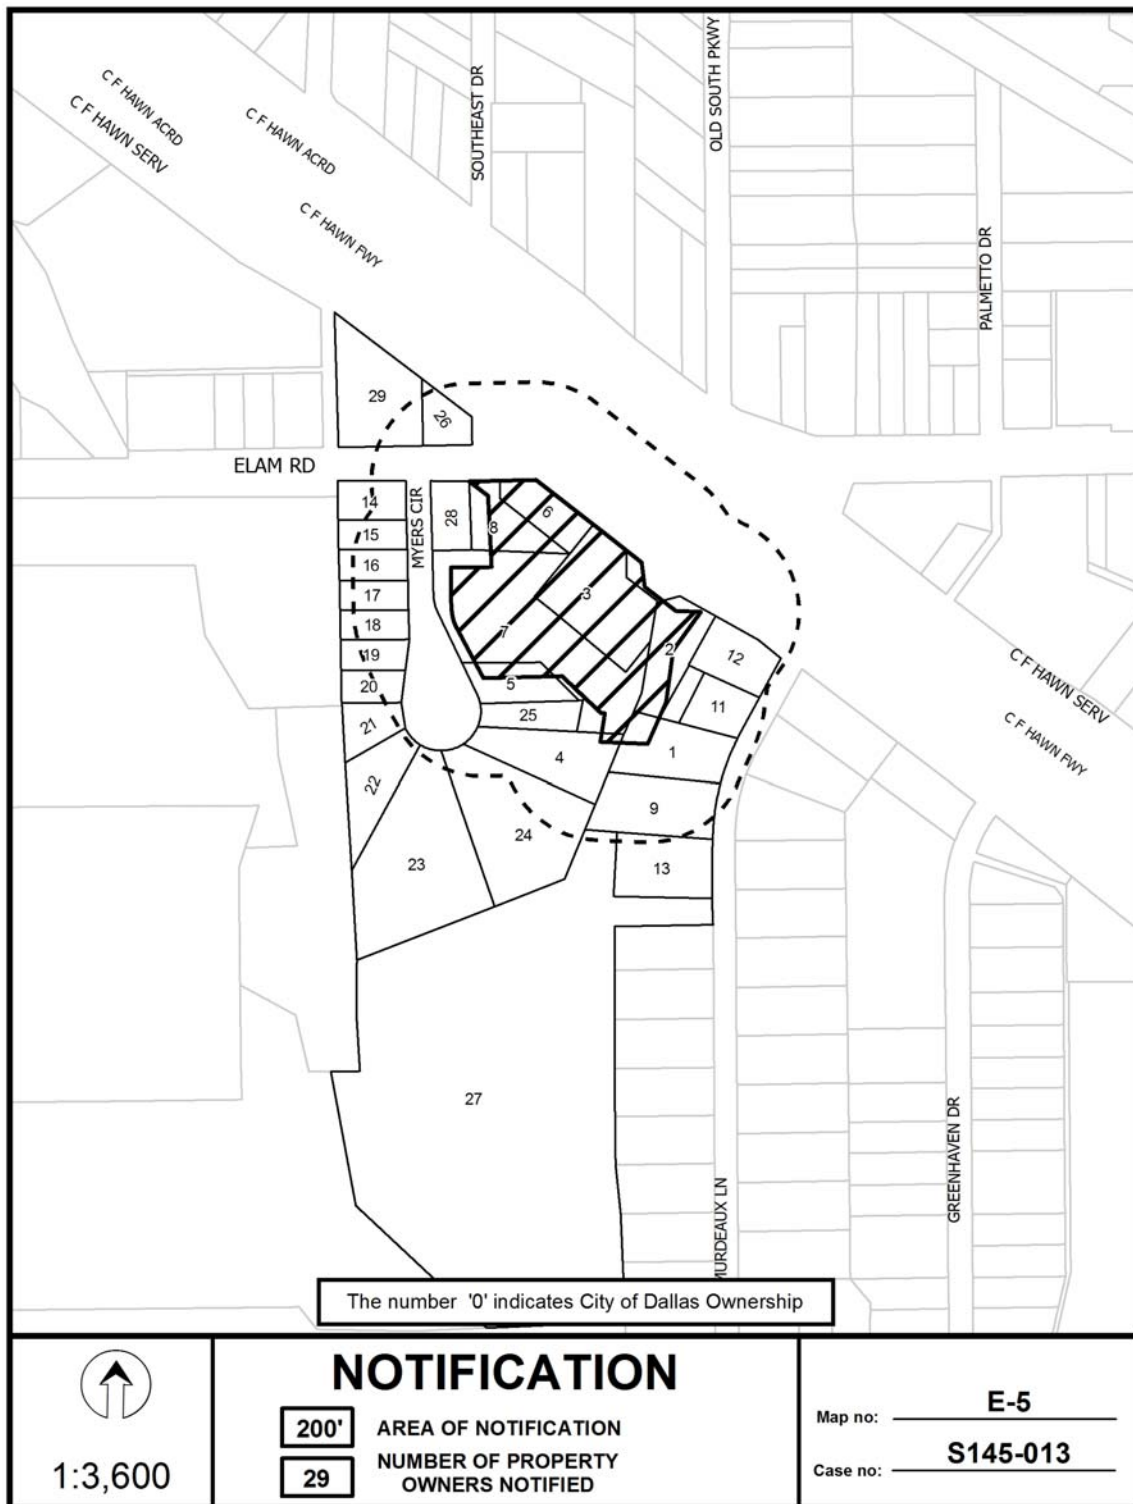 C F HAWN ACRD
C F HAWN SERV
C F HAWN ACRD
C F HAWN FWY
SOUTHEAST DR
OLD SOUTH PKWY
PALMETTO DR
29
26
ELAM RD
14
15
16
17
18
19
20
21
22
23
24
MYERS CIR
28
8
6
3
7
2
5
25
4
12
11
1
9
13
27
C F HAWN SERV
C F HAWN FWY
GREENHAVEN DR
MURDEAUX LN
The number '0' indicates City of Dallas Ownership
1:3,600
NOTIFICATION
200' AREA OF NOTIFICATION
29 NUMBER OF PROPERTY
OWNERS NOTIFIED
Map no: E-5
Case no: S145-013